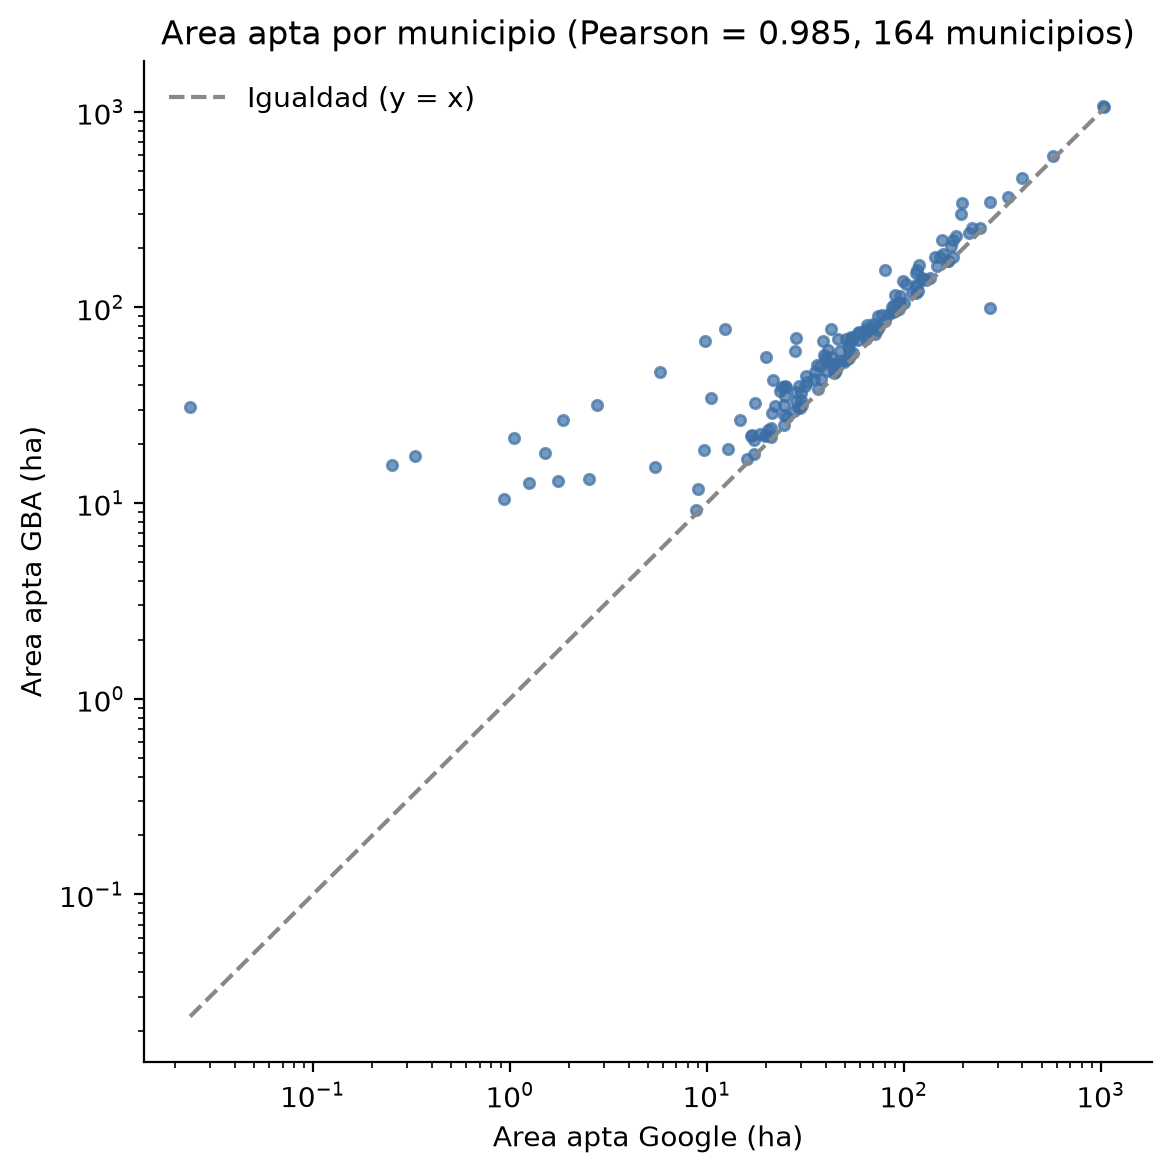 Area apta por municipio (Pearson = 0.985, 164 municipios)
Igualdad (y = x)
10³
10²
10¹
10⁰
10⁻¹
Area apta GBA (ha)
10⁻¹ 10⁰ 10¹ 10² 10³
Area apta Google (ha)